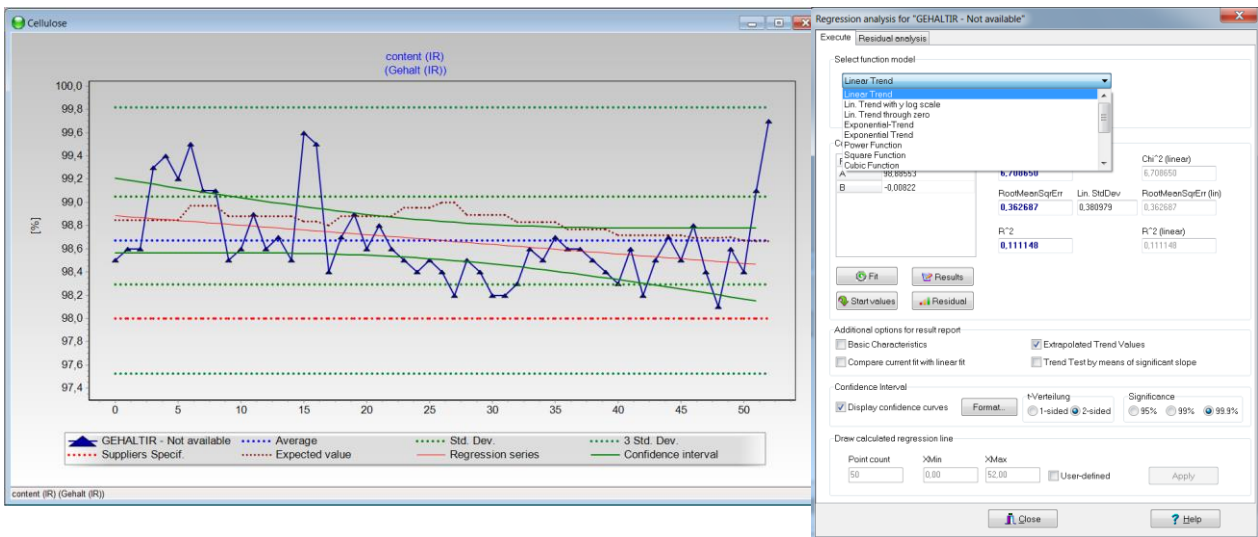 Cellulose
content (IR)
(Gehalt (IR))
100,0
99,8
99,6
99,4
99,2
99,0
98,8
98,6
98,4
98,2
98,0
97,8
97,6
97,4
[%]
0 5 10 15 20 25 30 35 40 45 50
GEHALTIR - Not available Average Std. Dev. 3 Std. Dev.
Suppliers Specif. Expected value Regression series Confidence interval
content (IR) (Gehalt (IR))
Regression analysis for "GEHALTIR - Not available"
Execute Residual analysis
Select function model
Linear Trend
Linear Trend
Lin. Trend with y log scale
Lin. Trend through zero
Exponential-Trend
Exponential Trend
Power Function
Square Function
Cubic Function
Chi^2 (linear)
A 98,88553 6,708650 6,708650
B -0,00822
RootMeanSqrErr Lin. StdDev RootMeanSqrErr (lin)
0,362687 0,380979 0,362687
R^2 R^2 (linear)
0,111148 0,111148
Fit Results
Startvalues Residual
Additional options for result report
Basic Characteristics Extrapolated Trend Values
Compare current fit with linear fit Trend Test by means of significant slope
Confidence Interval
Display confidence curves Format...
t-Verteilung
1-sided 2-sided
Significance
95% 99% 99.9%
Draw calculated regression line
Point count XMin XMax
50 0,00 52,00 User-defined Apply
Close Help